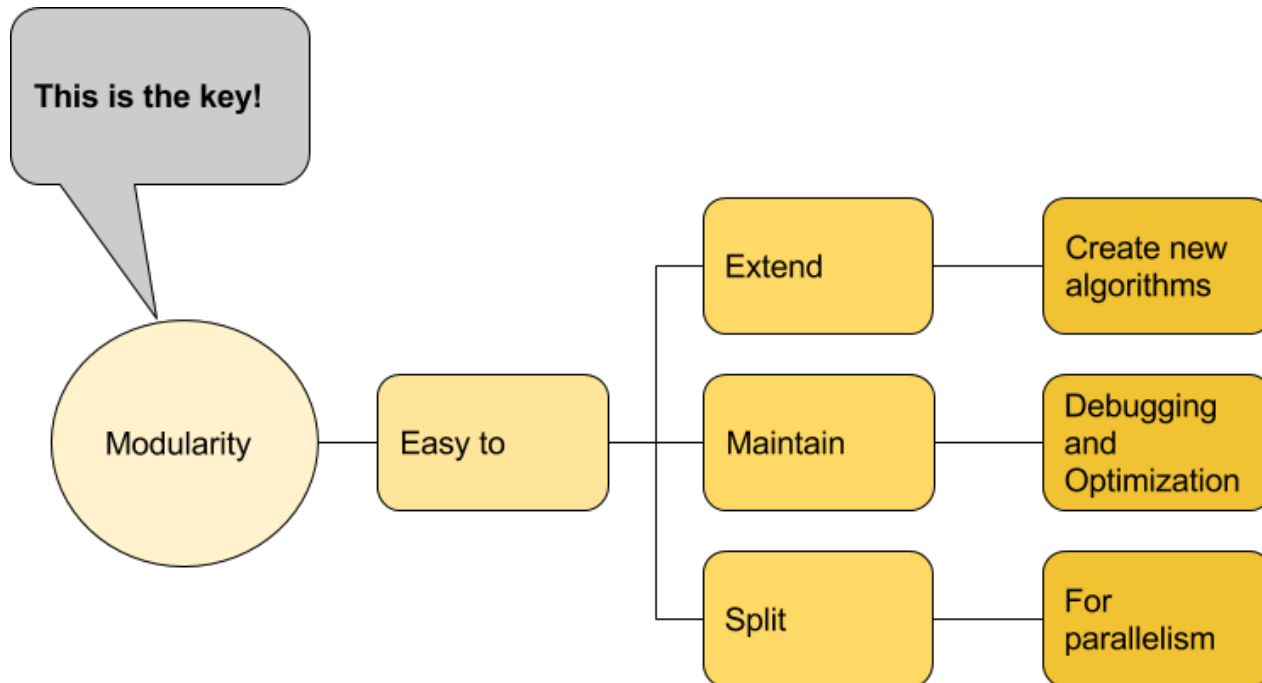 This is the key!
Modularity
Easy to
Extend
Create new
algorithms
Maintain
Debugging
and
Optimization
Split
For
parallelism